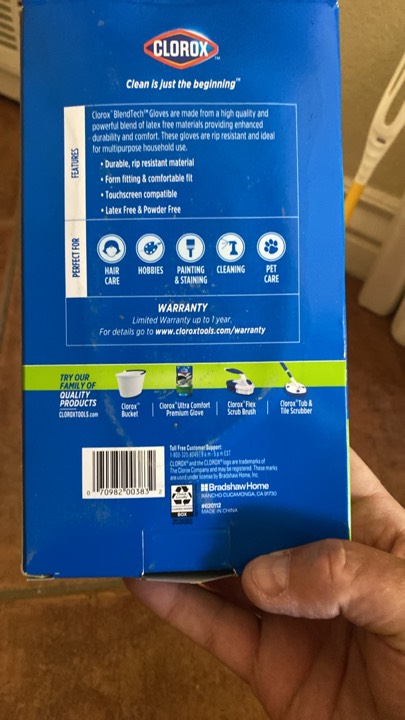 CLOROX™
Clean is just the beginning™
FEATURES
Clorox® BlendTech™ Gloves are made from a high quality and
powerful blend of latex free materials providing enhanced
durability and comfort. These gloves are rip resistant and ideal
for multipurpose household use.
• Durable, rip resistant material
• Form fitting & comfortable fit
• Touchscreen compatible
• Latex Free & Powder Free
PERFECT FOR
HAIR
CARE
HOBBIES
PAINTING
& STAINING
CLEANING
PET
CARE
WARRANTY
Limited Warranty up to 1 year.
For details go to www.cloroxtools.com/warranty
TRY OUR
FAMILY OF
QUALITY
PRODUCTS
CLOROXTOOLS.com
Clorox®
Bucket
Clorox® Ultra Comfort
Premium Glove
Clorox® Flex
Scrub Brush
Clorox® Tub &
Tile Scrubber
Toll Free Customer Support:
CLOROX® and the CLOROX® logo are trademarks of
The Clorox Company and may be registered. These marks
are used under license by Bradshaw Home, Inc.
0 70982 00383 2
BradshawHome
RANCHO CUCAMONGA, CA 91730
MADE IN CHINA
BOX